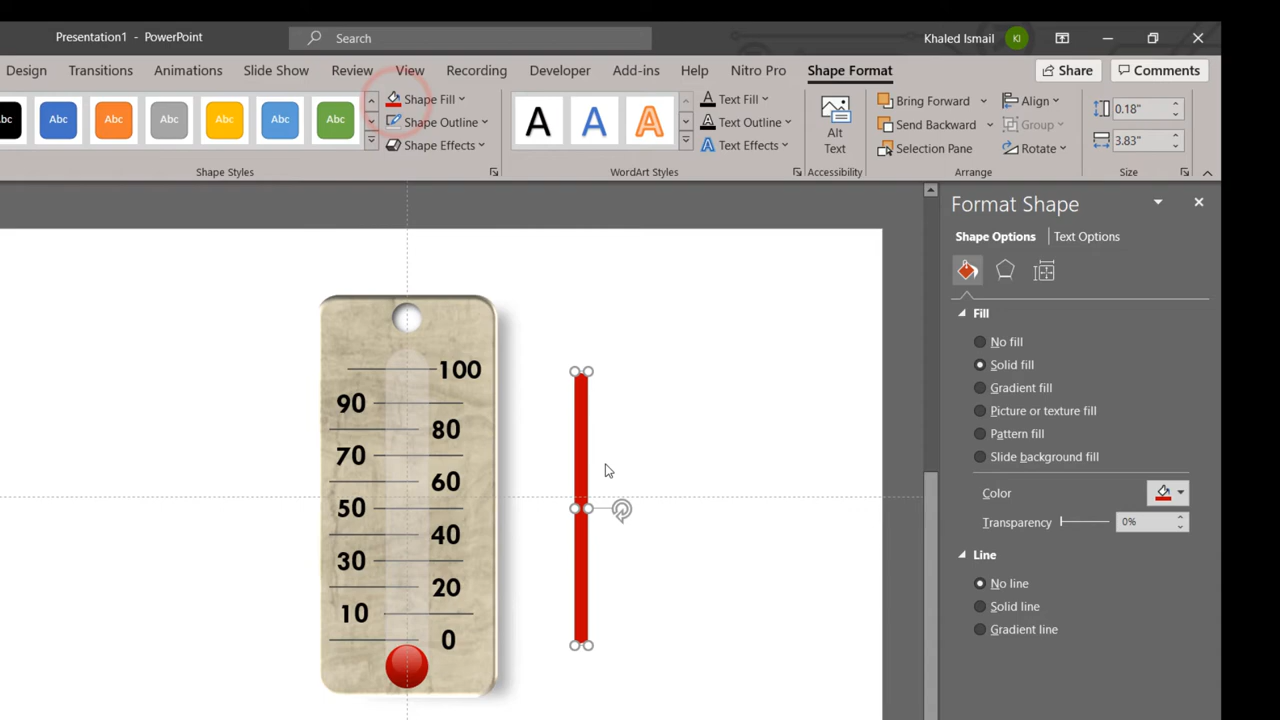 Presentation1 - PowerPoint
Search
Khaled Ismail
KI
Design Transitions Animations Slide Show Review View Recording Developer Add-ins Help Nitro Pro Shape Format
Share
Comments
Abc Abc Abc Abc Abc Abc
Shape Fill
Shape Outline
Shape Effects
Shape Styles
A A A
Text Fill
Text Outline
Text Effects
WordArt Styles
Alt
Text
Accessibility
Bring Forward
Send Backward
Selection Pane
Align
Group
Rotate
Arrange
0.18"
3.83"
Size
Format Shape
Shape Options
Text Options
Fill
No fill
Solid fill
Gradient fill
Picture or texture fill
Pattern fill
Slide background fill
Color
Transparency
0%
Line
No line
Solid line
Gradient line
100
90
80
70
60
50
40
30
20
10
0